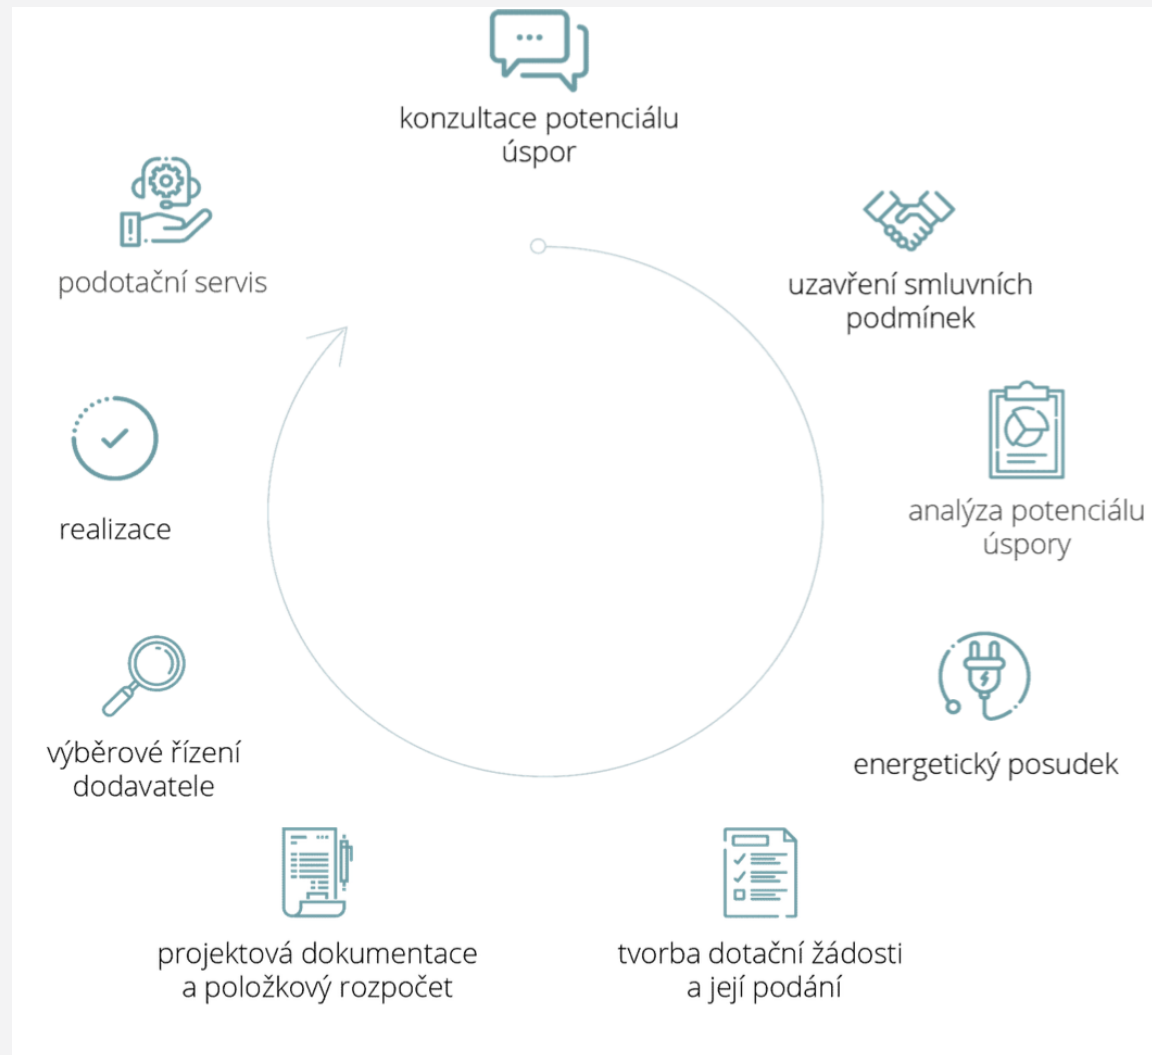 konzultace potenciálu
úspor
uzavření smluvních
podmínek
analýza potenciálu
úspory
energetický posudek
tvorba dotační žádosti
a její podání
projektová dokumentace
a položkový rozpočet
výběrové řízení
dodavatele
realizace
podotační servis